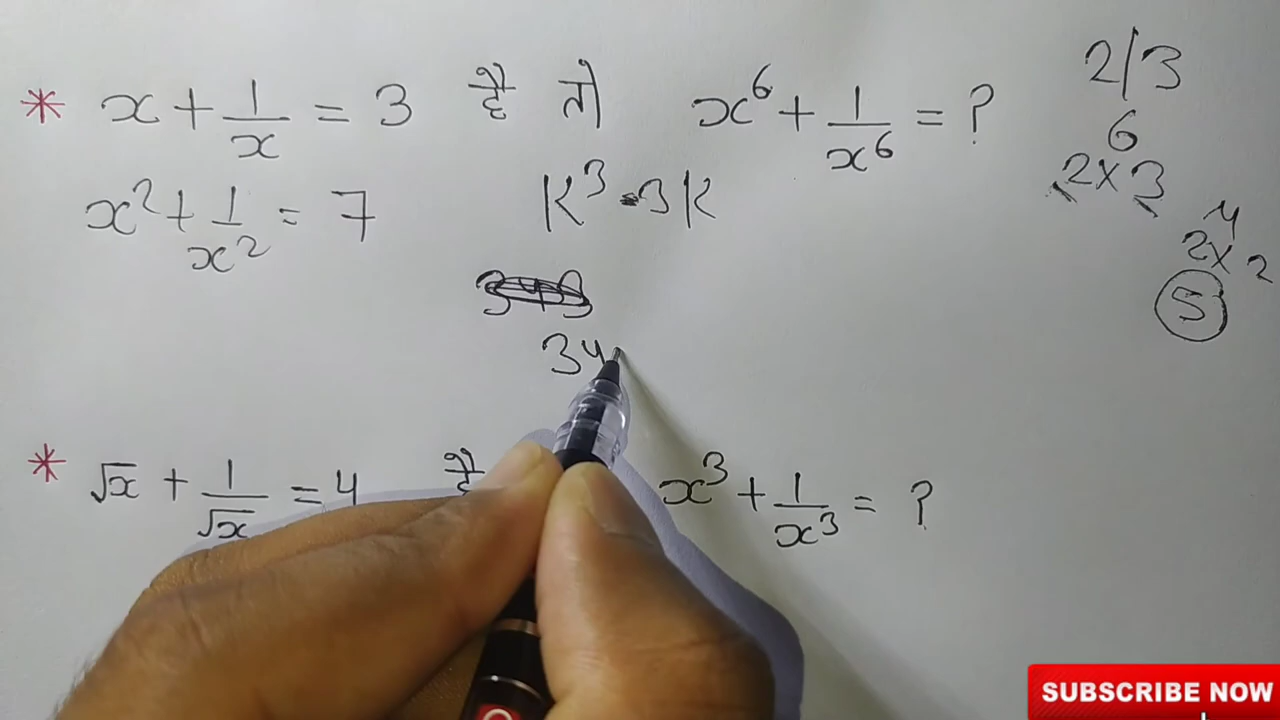 * x + 1/x = 3 है तो x⁶ + 1/x⁶ = ?
x² + 1/x² = 7
K³ - 3K
34
2/3
6
2 x 3
4
2 x 2
5
* √x + 1/√x = 4 है x³ + 1/x³ = ?
SUBSCRIBE NOW